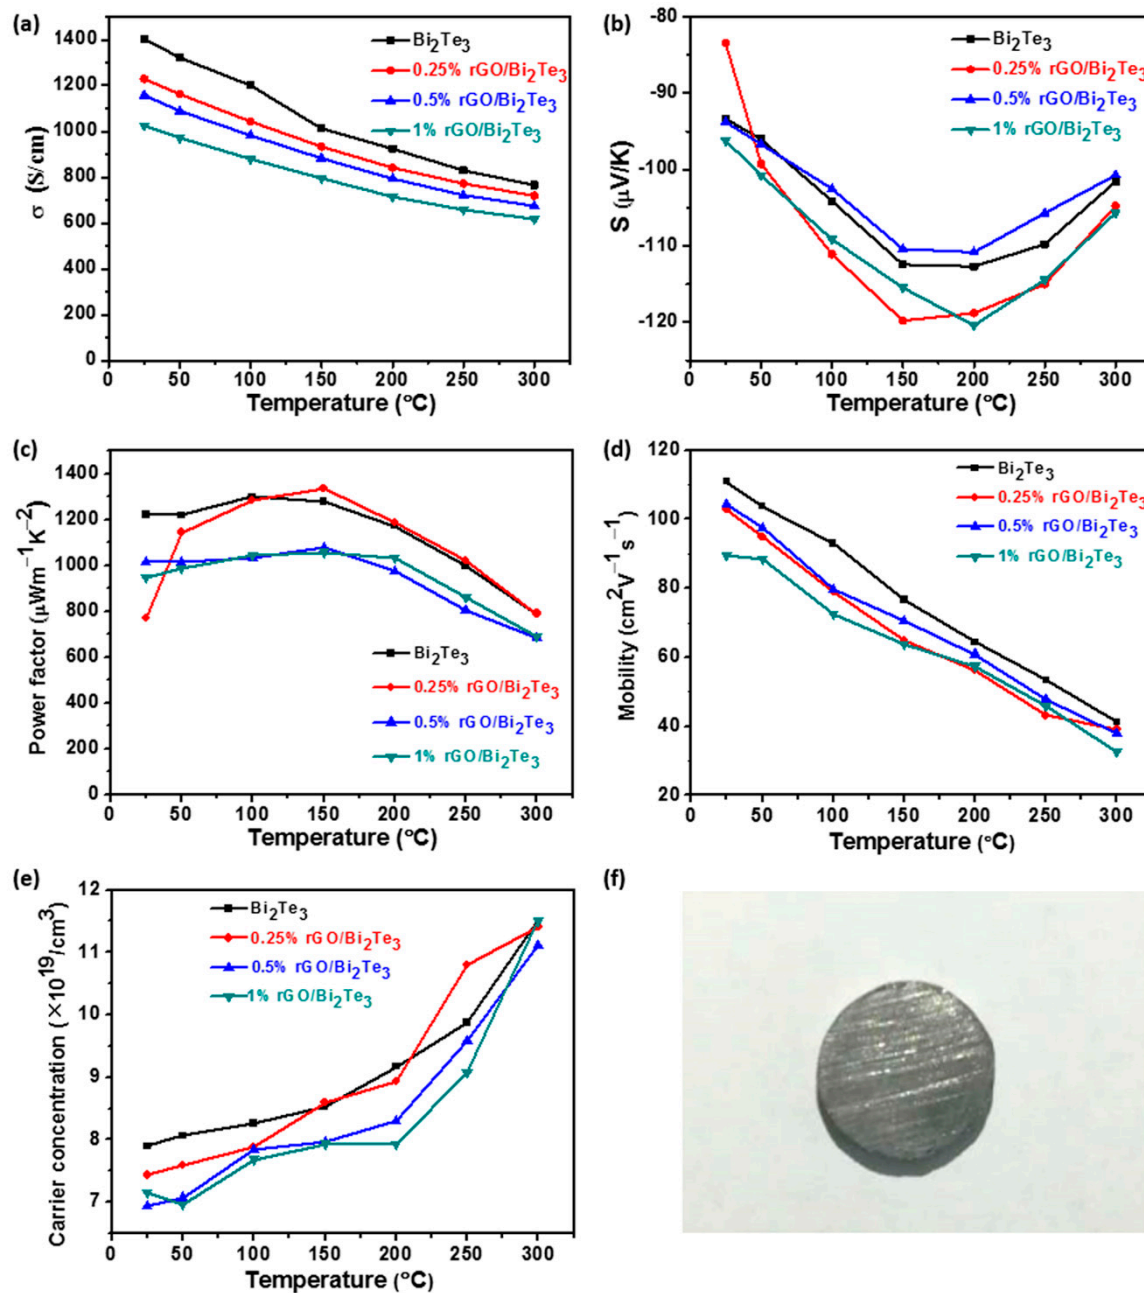 (a)
σ (S/cm)
1400
1200
1000
800
600
400
200
0
Bi₂Te₃
0.25% rGO/Bi₂Te₃
0.5% rGO/Bi₂Te₃
1% rGO/Bi₂Te₃
0 50 100 150 200 250 300
Temperature (°C)
(b)
S (μV/K)
-80
-90
-100
-110
-120
Bi₂Te₃
0.25% rGO/Bi₂Te₃
0.5% rGO/Bi₂Te₃
1% rGO/Bi₂Te₃
0 50 100 150 200 250 300
Temperature (°C)
(c)
Power factor (μWm⁻¹K⁻²)
1400
1200
1000
800
600
400
200
0
Bi₂Te₃
0.25% rGO/Bi₂Te₃
0.5% rGO/Bi₂Te₃
1% rGO/Bi₂Te₃
0 50 100 150 200 250 300
Temperature (°C)
(d)
Mobility (cm²V⁻¹s⁻¹)
120
100
80
60
40
20
Bi₂Te₃
0.25% rGO/Bi₂Te₃
0.5% rGO/Bi₂Te₃
1% rGO/Bi₂Te₃
0 50 100 150 200 250 300
Temperature (°C)
(e)
Carrier concentration (×10¹⁹/cm³)
12
11
10
9
8
7
Bi₂Te₃
0.25% rGO/Bi₂Te₃
0.5% rGO/Bi₂Te₃
1% rGO/Bi₂Te₃
0 50 100 150 200 250 300
Temperature (°C)
(f)